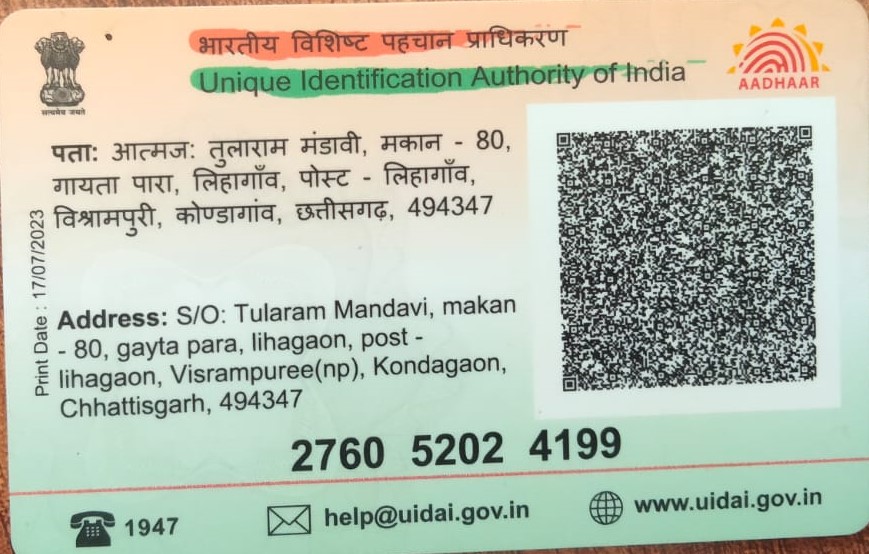 भारतीय विशिष्ट पहचान प्राधिकरण
Unique Identification Authority of India
AADHAAR
सत्यमेव जयते
पता: आत्मज: तुलाराम मंडावी, मकान - 80,
गायता पारा, लिहागाँव, पोस्ट - लिहागाँव,
विश्रामपुरी, कोण्डागांव, छत्तीसगढ़, 494347
Print Date : 17/07/2023
Address: S/O: Tularam Mandavi, makan
- 80, gayta para, lihagaon, post -
lihagaon, Visrampuree(np), Kondagaon,
Chhattisgarh, 494347
2760 5202 4199
1947
help@uidai.gov.in
www.uidai.gov.in